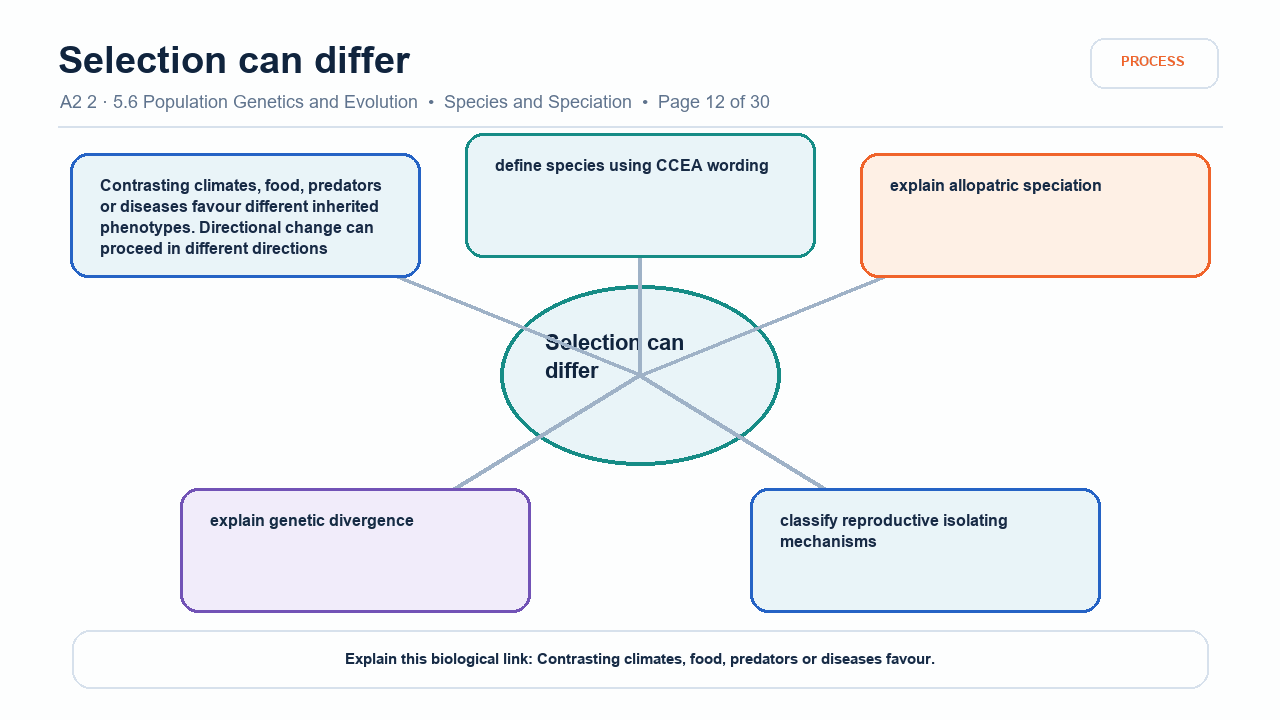 Selection can differ
PROCESS
A2 2 · 5.6 Population Genetics and Evolution • Species and Speciation • Page 12 of 30
Contrasting climates, food, predators
or diseases favour different inherited
phenotypes. Directional change can
proceed in different directions
define species using CCEA wording
explain allopatric speciation
Selection can
differ
explain genetic divergence
classify reproductive isolating
mechanisms
Explain this biological link: Contrasting climates, food, predators or diseases favour.